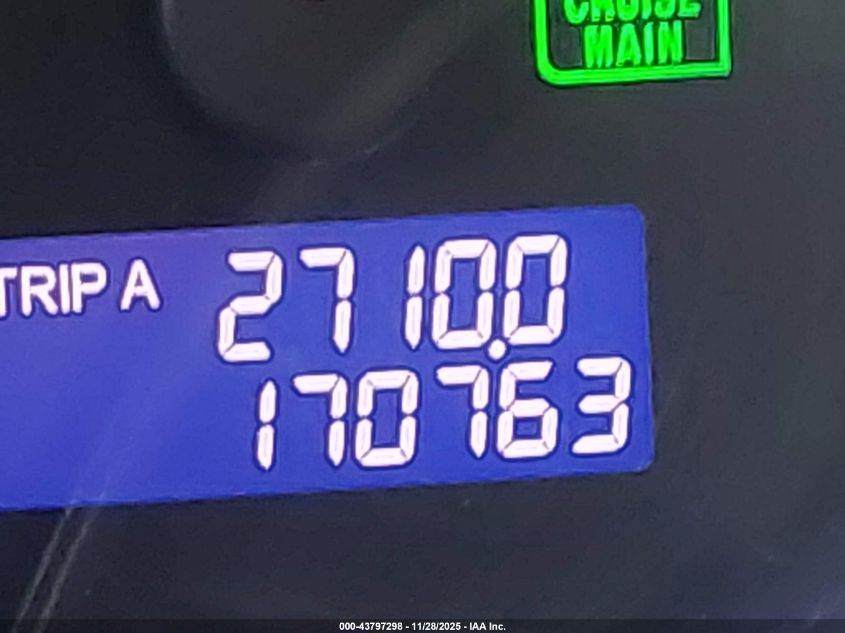 CRUISE
MAIN
TRIP A 2710.0
170763
000-43797298 - 11/28/2025 - IAA Inc.